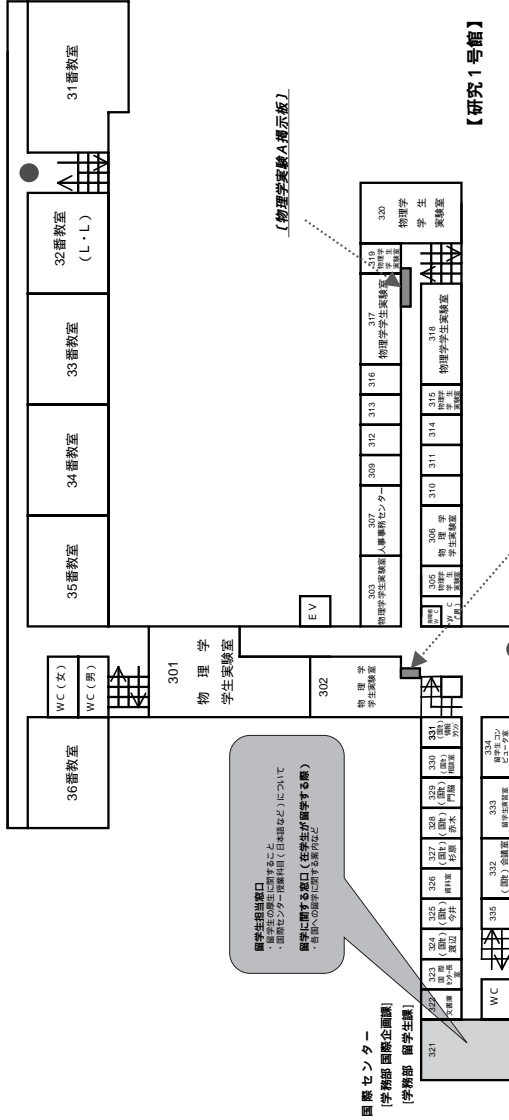 31番教室
32番教室
(L・L)
33番教室
34番教室
35番教室
WC(女)
WC(男)
36番教室
【研究1号館】
〔物理学実験A掲示板〕
320
物理学
学生
実験室
319
物理学
学生
実験室
317
物理学学生実験室
316
313
312
309
307
人事事務センター
303
物理学学生実験室
318
物理学学生実験室
315
物理学
学生
実験室
314
311
310
306
物理学
学生実験室
305
物理学
学生
実験室
WC
(男)
EV
301
物理学
学生実験室
302
物理学
学生実験室
331
(国セ)
情報
330
(国セ)
相談室
329
(国セ)
門脇
328
(国セ)
赤木
327
(国セ)
杉原
326
資料室
325
(国セ)
今井
324
(国セ)
渡辺
323
国際
センター長
室
322
文書庫
321
334
留学生コン
ピュータ室
333
留学生演習室
332
(国セ)会議室
335
WC
留学生担当窓口
・留学生の厚生に関すること
・国際センター授業科目(日本語など)について
留学に関する窓口(在学生が留学する際)
・各国への留学に関する案内など
国際センター
[学務部 国際企画課]
[学務部 留学生課]